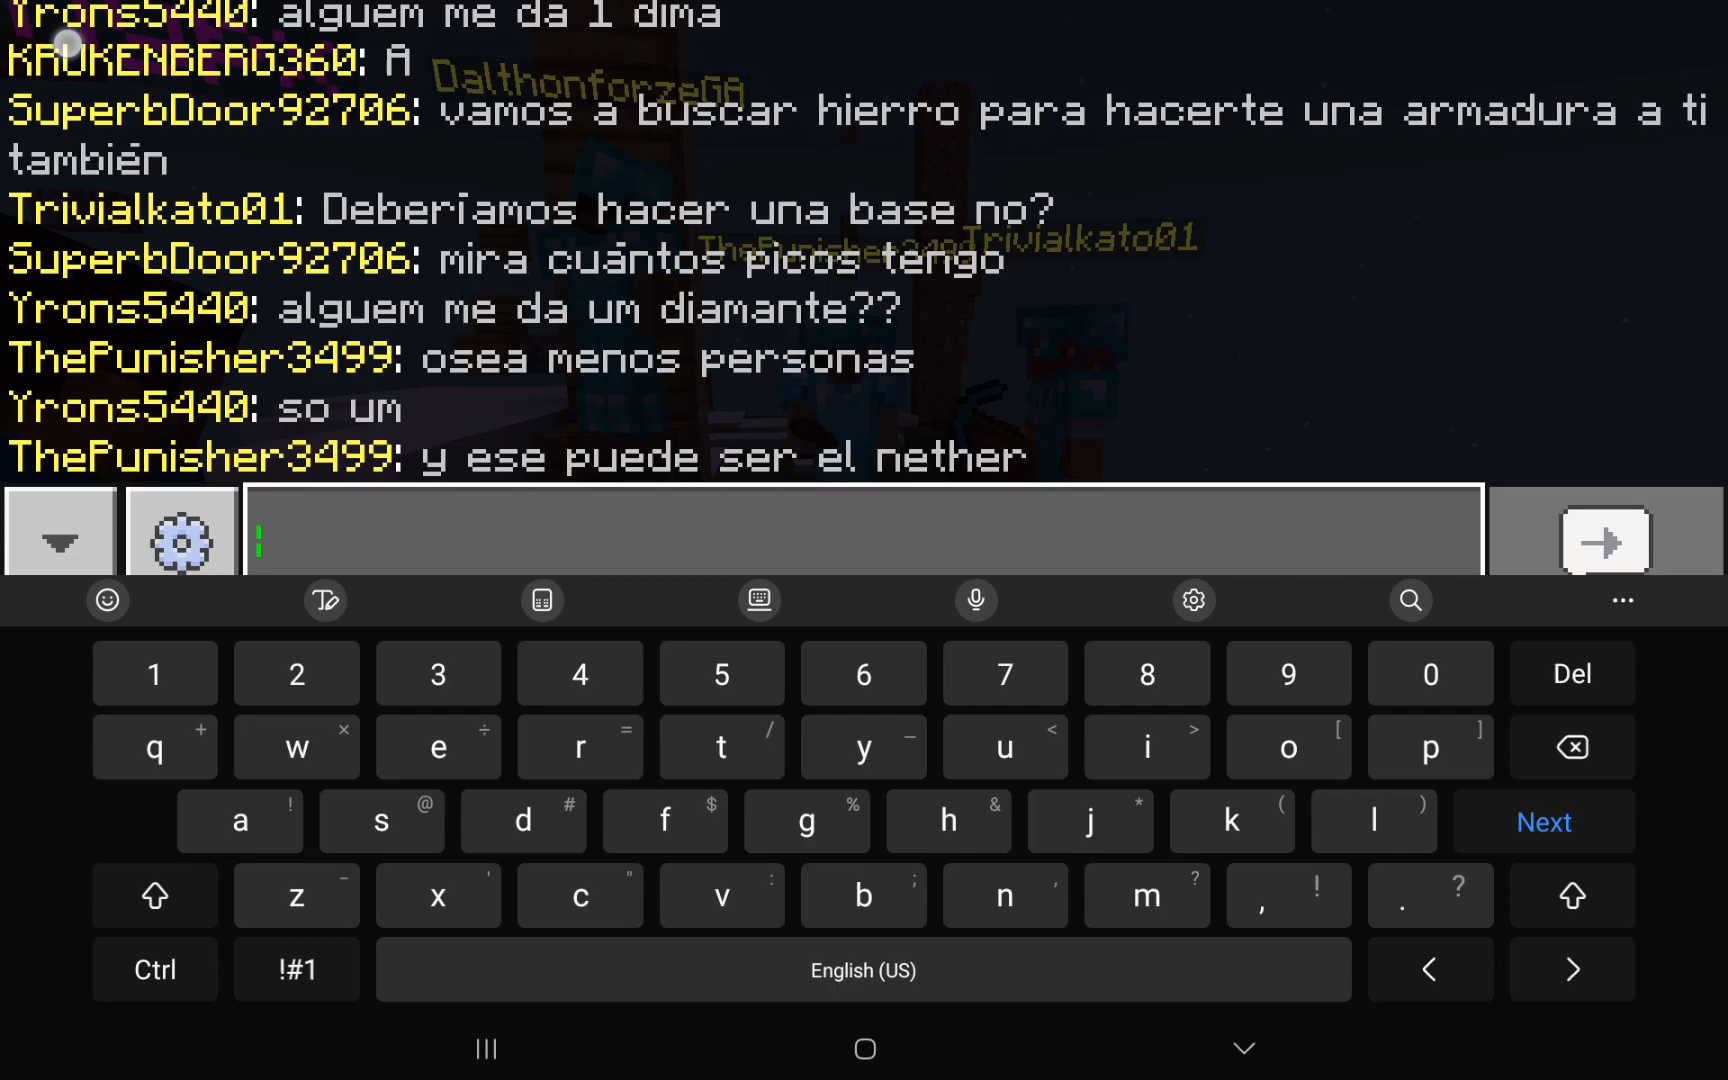 Yrons5440: alguem me da 1 dima
KRUKENBERG360: A
DalthonforzeGA
SuperbDoor92706: vamos a buscar hierro para hacerte una armadura a ti
también
Trivialkato01: Deberíamos hacer una base no?
ThePunisher3499
Trivialkato01
SuperbDoor92706: mira cuántos picos tengo
Yrons5440: alguem me da um diamante??
ThePunisher3499: osea menos personas
Yrons5440: so um
ThePunisher3499: y ese puede ser el nether
1 2 3 4 5 6 7 8 9 0 Del
q + w × e ÷ r = t / y _ u < i > o [ p ]
a ! s @ d # f $ g % h & j * k ( l ) Next
z - x ' c " v : b ; n , m ? , ! . ?
Ctrl !#1 English (US) < >